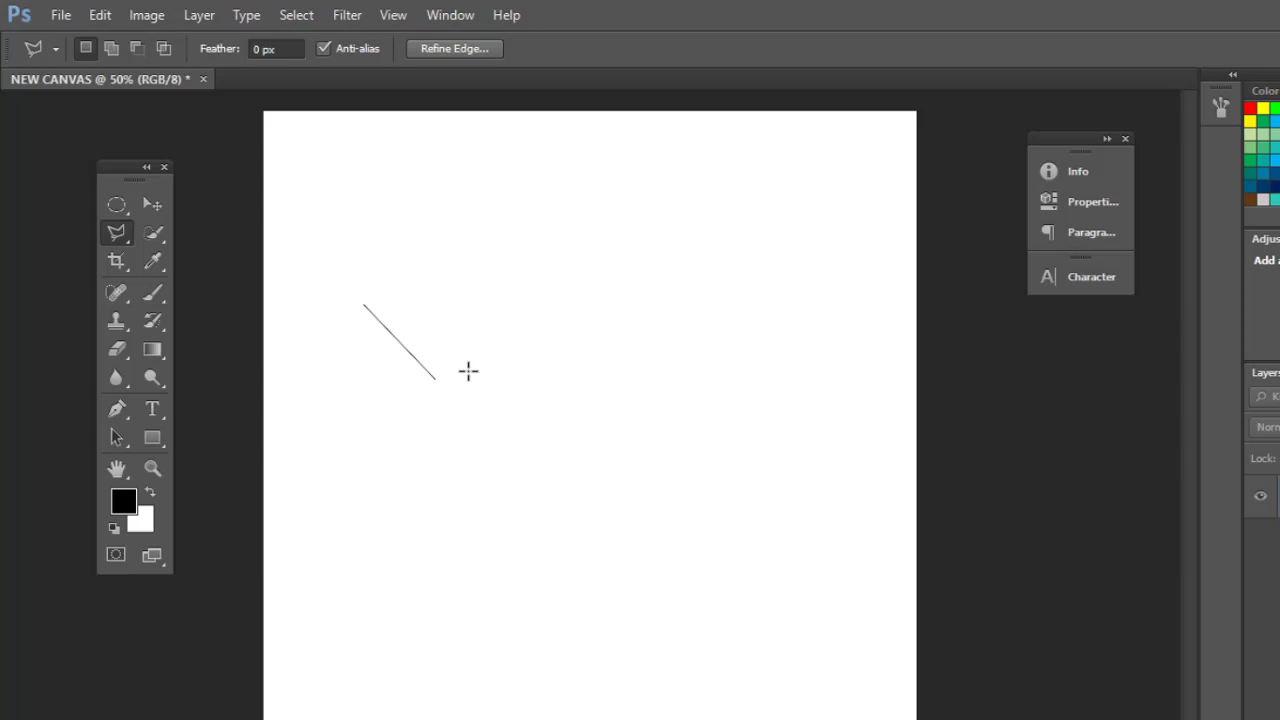 Ps File Edit Image Layer Type Select Filter View Window Help
Feather: 0 px Anti-alias Refine Edge...
NEW CANVAS @ 50% (RGB/8) * ×
Color
Info
Properti...
Paragra...
Character
Adjus
Add a
Layers
Norn
Lock:
T
A